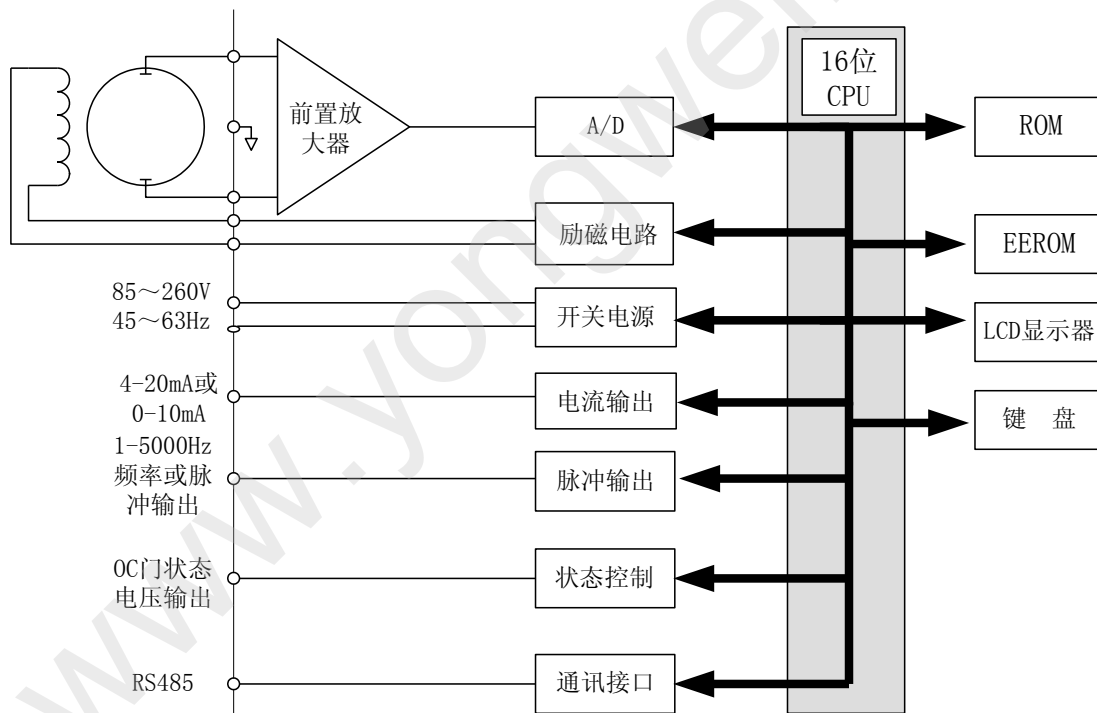 16位
CPU
前置放
大器
A/D
ROM
励磁电路
EEROM
85～260V
45～63Hz
开关电源
LCD显示器
4-20mA或
0-10mA
电流输出
键 盘
1-5000Hz
频率或脉
冲输出
脉冲输出
OC门状态
电压输出
状态控制
RS485
通讯接口
www.yongwe